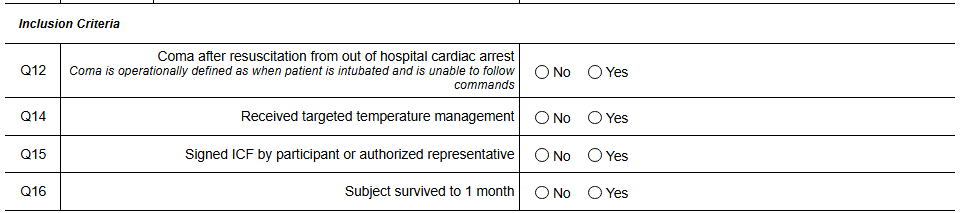 Inclusion Criteria
Q12 Coma after resuscitation from out of hospital cardiac arrest
Coma is operationally defined as when patient is intubated and is unable to follow
commands
No Yes
Q14 Received targeted temperature management No Yes
Q15 Signed ICF by participant or authorized representative No Yes
Q16 Subject survived to 1 month No Yes